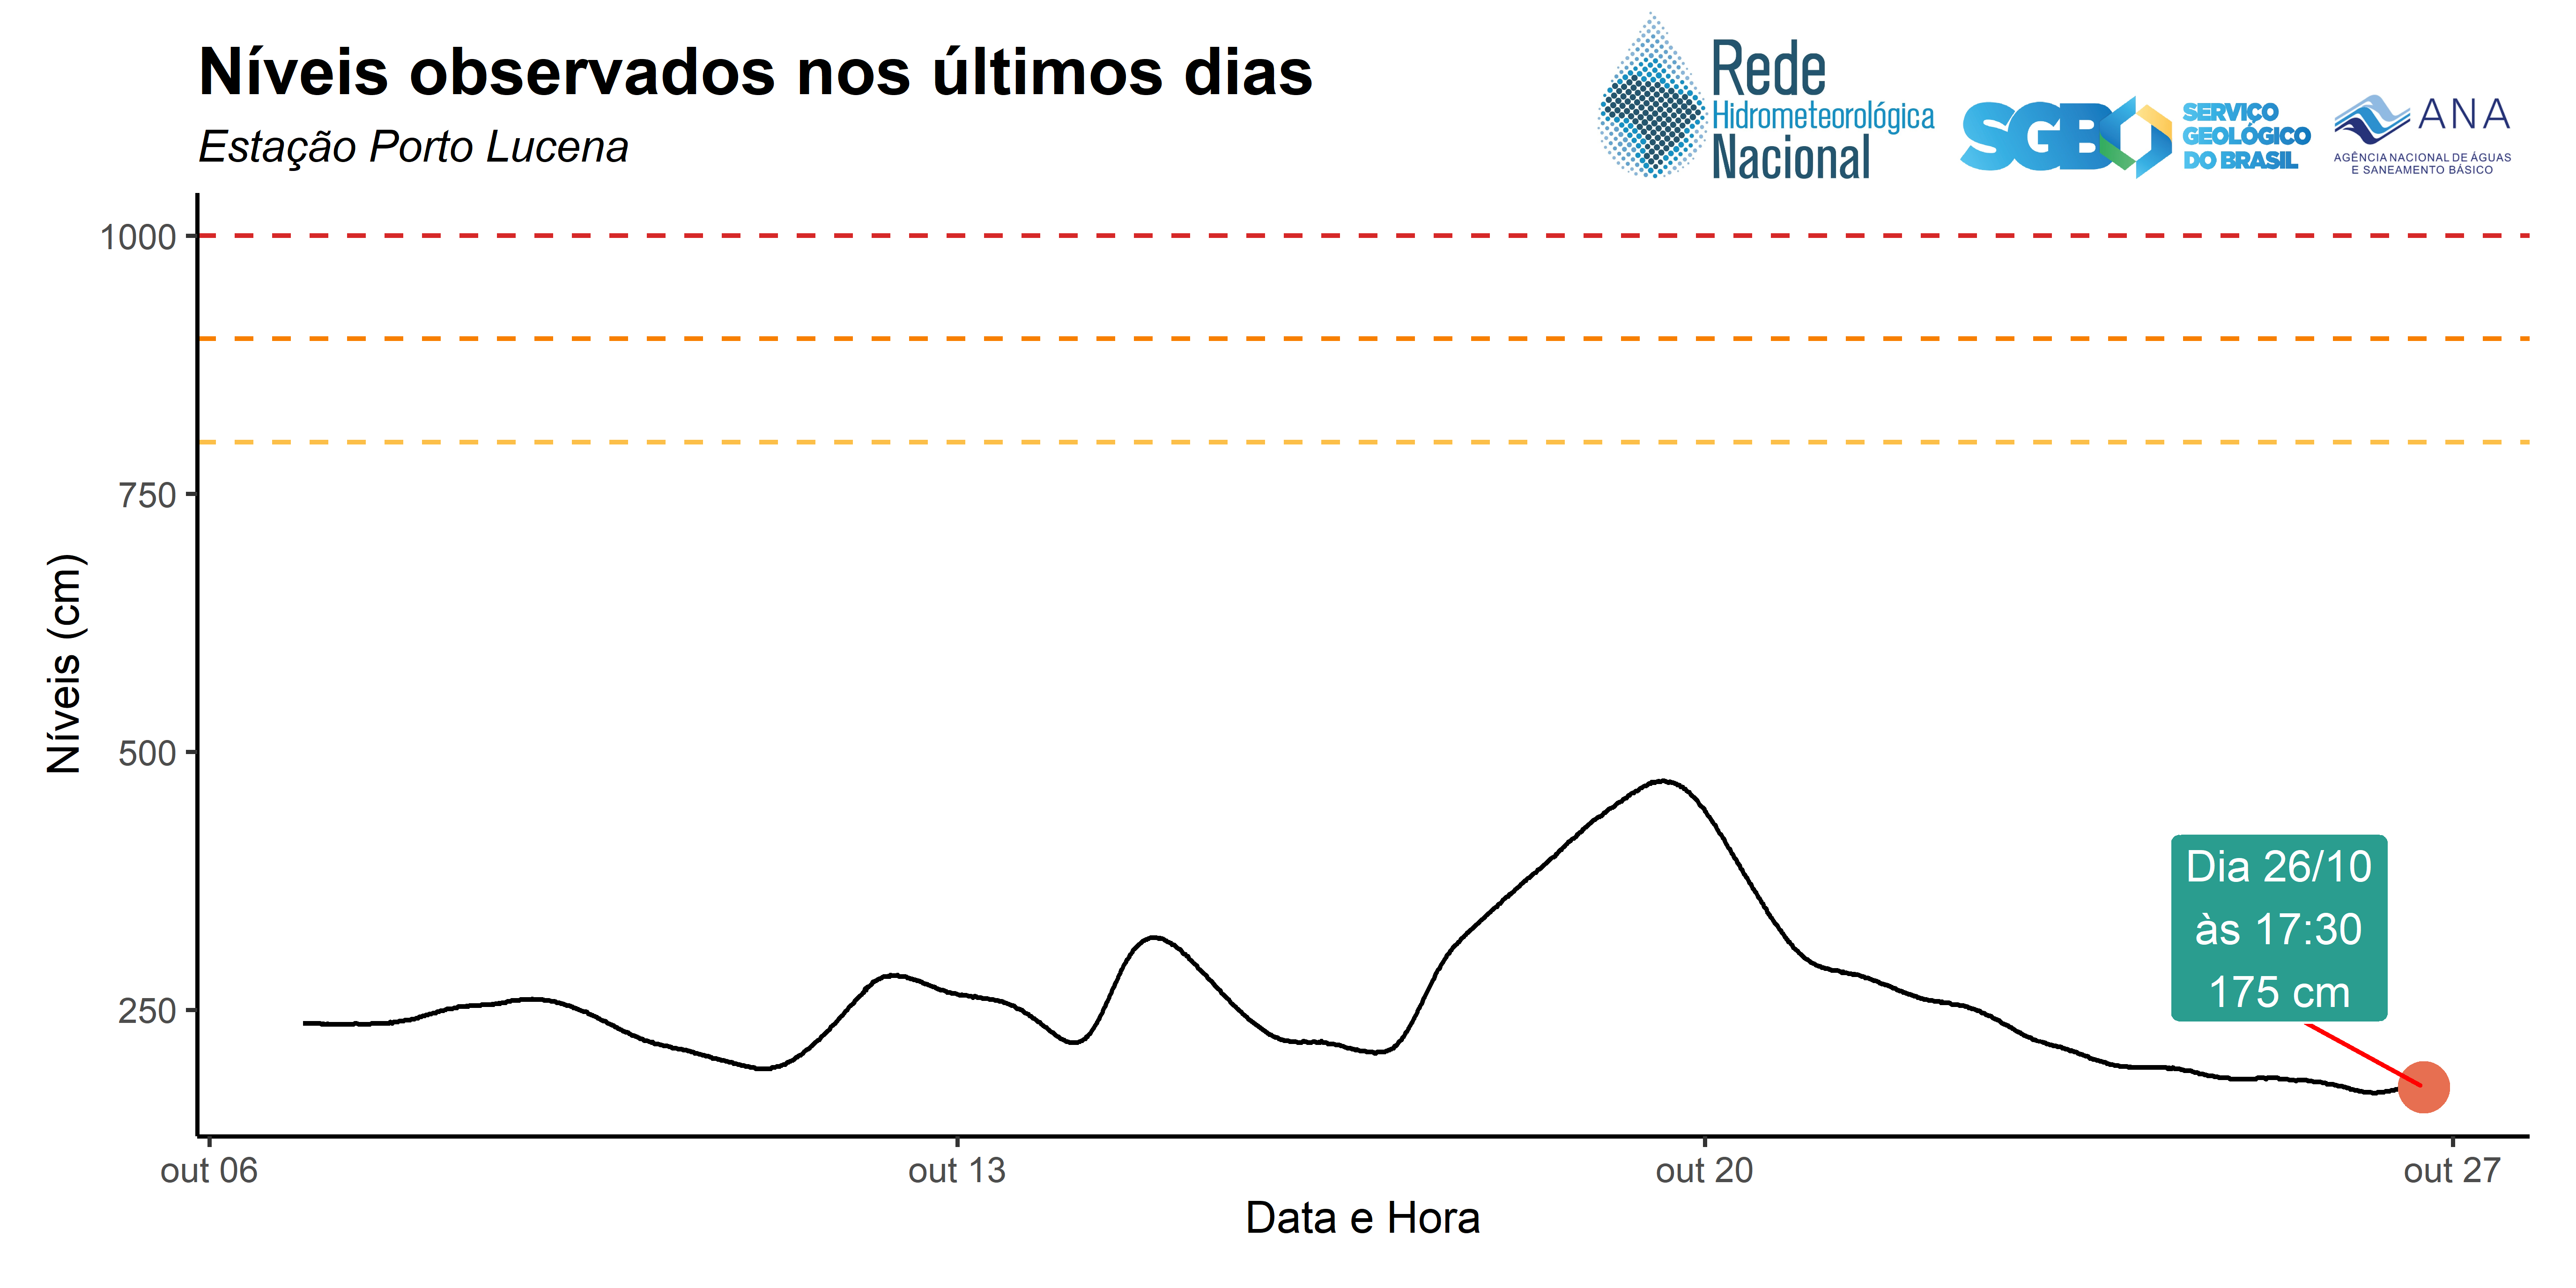 Níveis observados nos últimos dias
Estação Porto Lucena
Rede
Hidrometeorológica
Nacional
SGB
SERVIÇO
GEOLÓGICO
DO BRASIL
ANA
AGÊNCIA NACIONAL DE ÁGUAS
E SANEAMENTO BÁSICO
Níveis (cm)
1000
750
500
250
Dia 26/10
às 17:30
175 cm
out 06
out 13
out 20
out 27
Data e Hora